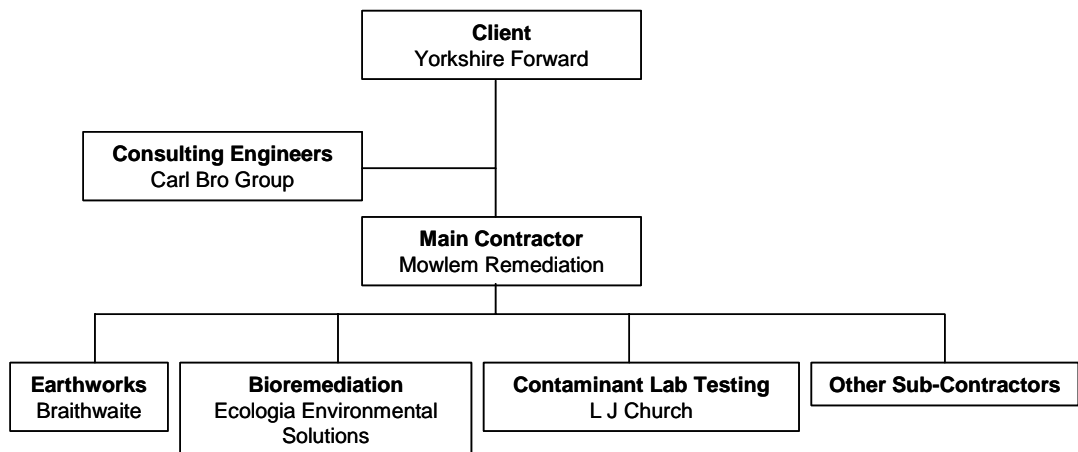 Client
Yorkshire Forward
Consulting Engineers
Carl Bro Group
Main Contractor
Mowlem Remediation
Earthworks
Braithwaite
Bioremediation
Ecologia Environmental
Solutions
Contaminant Lab Testing
L J Church
Other Sub-Contractors